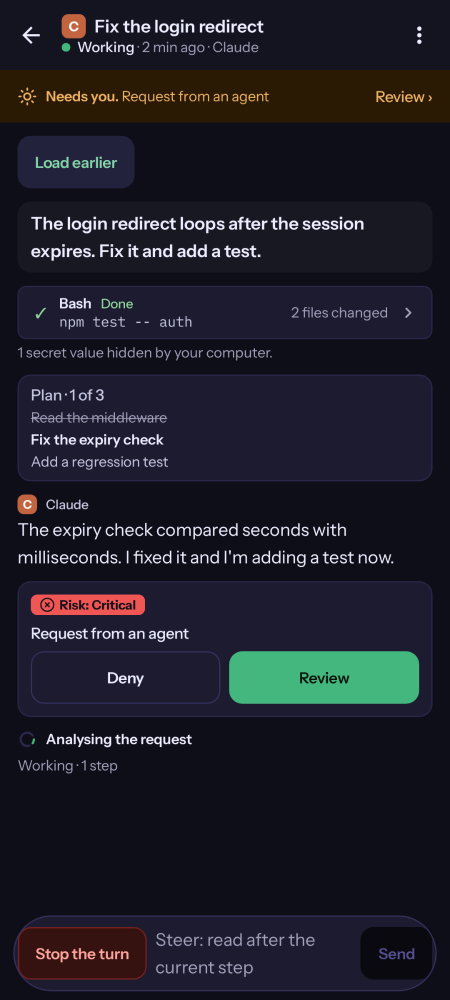 C Fix the login redirect
Working · 2 min ago · Claude
Needs you. Request from an agent Review ›
Load earlier
The login redirect loops after the session
expires. Fix it and add a test.
✓ Bash Done
npm test -- auth
2 files changed
1 secret value hidden by your computer.
Plan · 1 of 3
Read the middleware
Fix the expiry check
Add a regression test
C Claude
The expiry check compared seconds with
milliseconds. I fixed it and I'm adding a test now.
Risk: Critical
Request from an agent
Deny Review
Analysing the request
Working · 1 step
Stop the turn
Steer: read after the
current step
Send